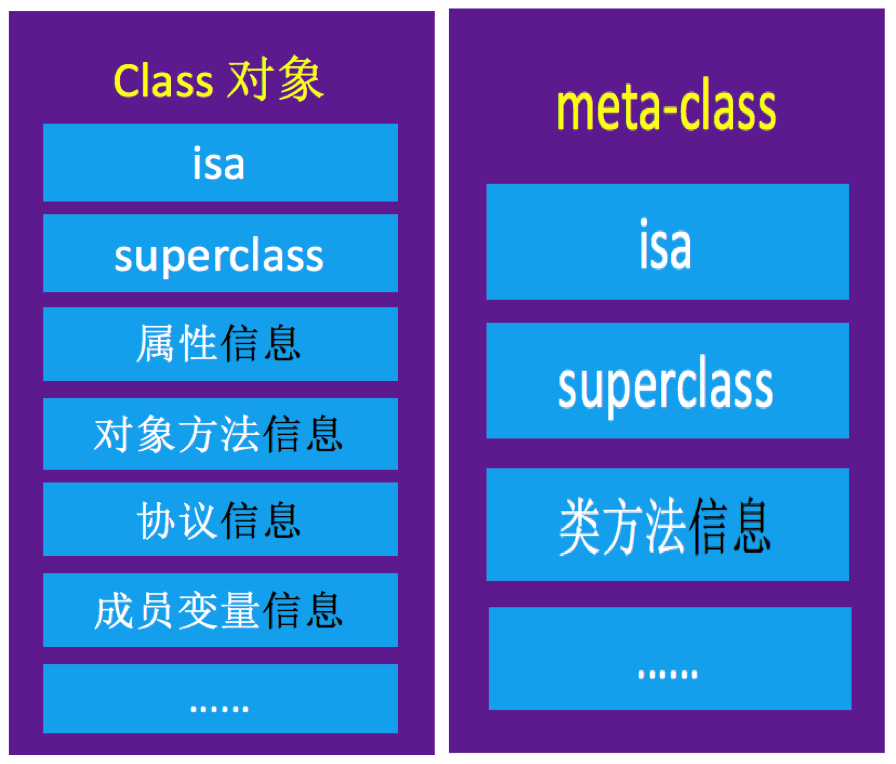 Class 对象
isa
superclass
属性信息
对象方法信息
协议信息
成员变量信息
......
meta-class
isa
superclass
类方法信息
......